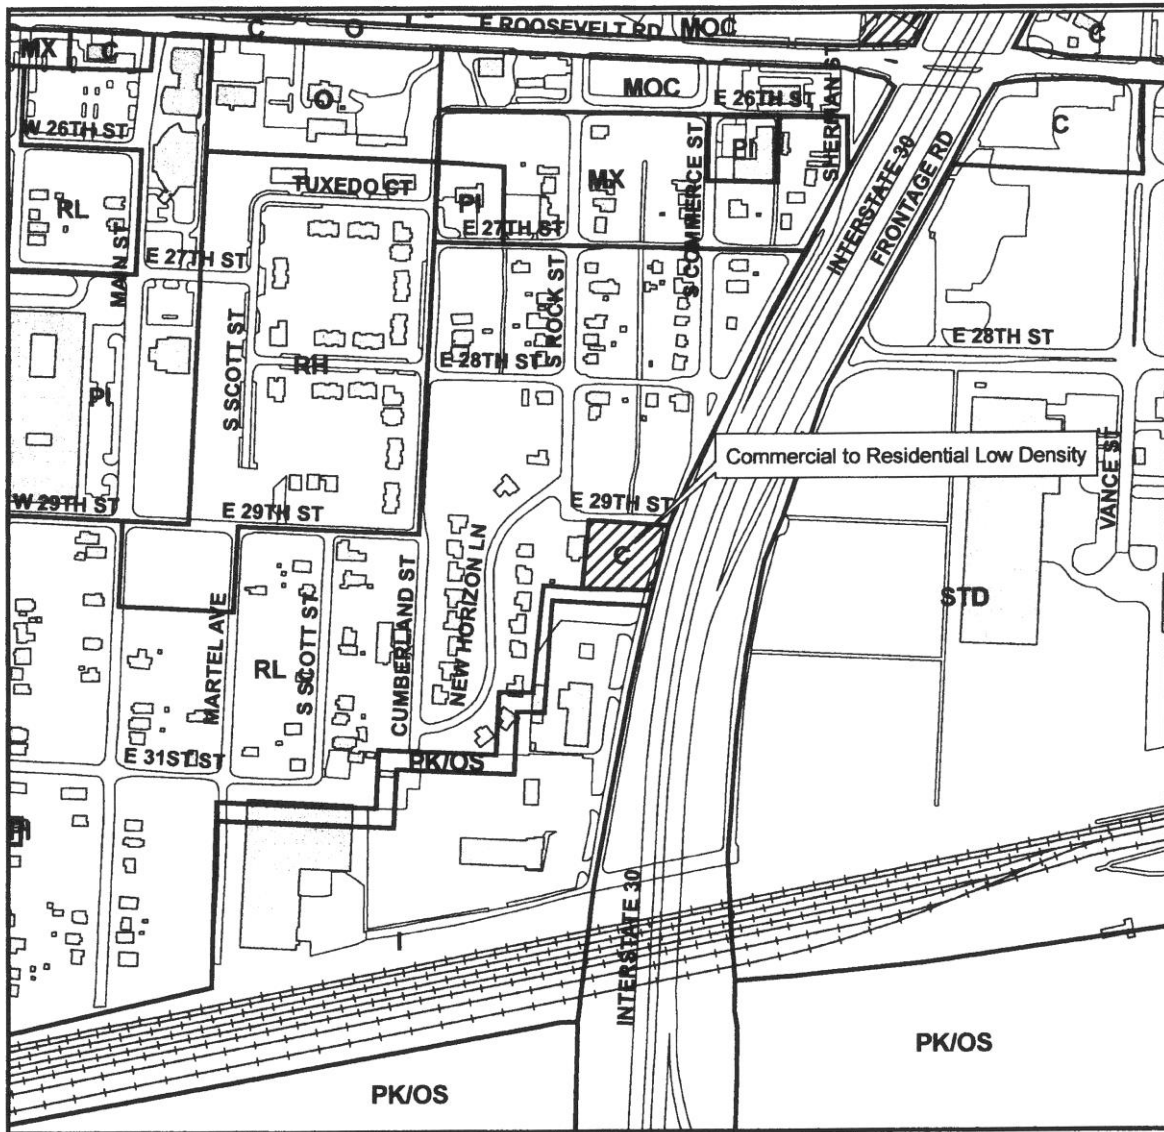 E ROOSEVELT RD
MOC
C
O
C
MX
C
O
MOC
E 26TH ST
SHERMAN ST
W 26TH ST
C
PI
S COMMERCE ST
INTERSTATE 30
FRONTAGE RD
TUXEDO CT
MX
RL
PI
E 27TH ST
MAIN ST
E 27TH ST
S ROCK ST
S SCOTT ST
E 28TH ST
E 28TH ST
RH
PI
Commercial to Residential Low Density
VANCE ST
W 29TH ST
E 29TH ST
E 29TH ST
C
NEW HORIZON LN
CUMBERLAND ST
STD
MARTEL AVE
RL
S SCOTT ST
E 31ST ST
PK/OS
I
INTERSTATE 30
PK/OS
PK/OS